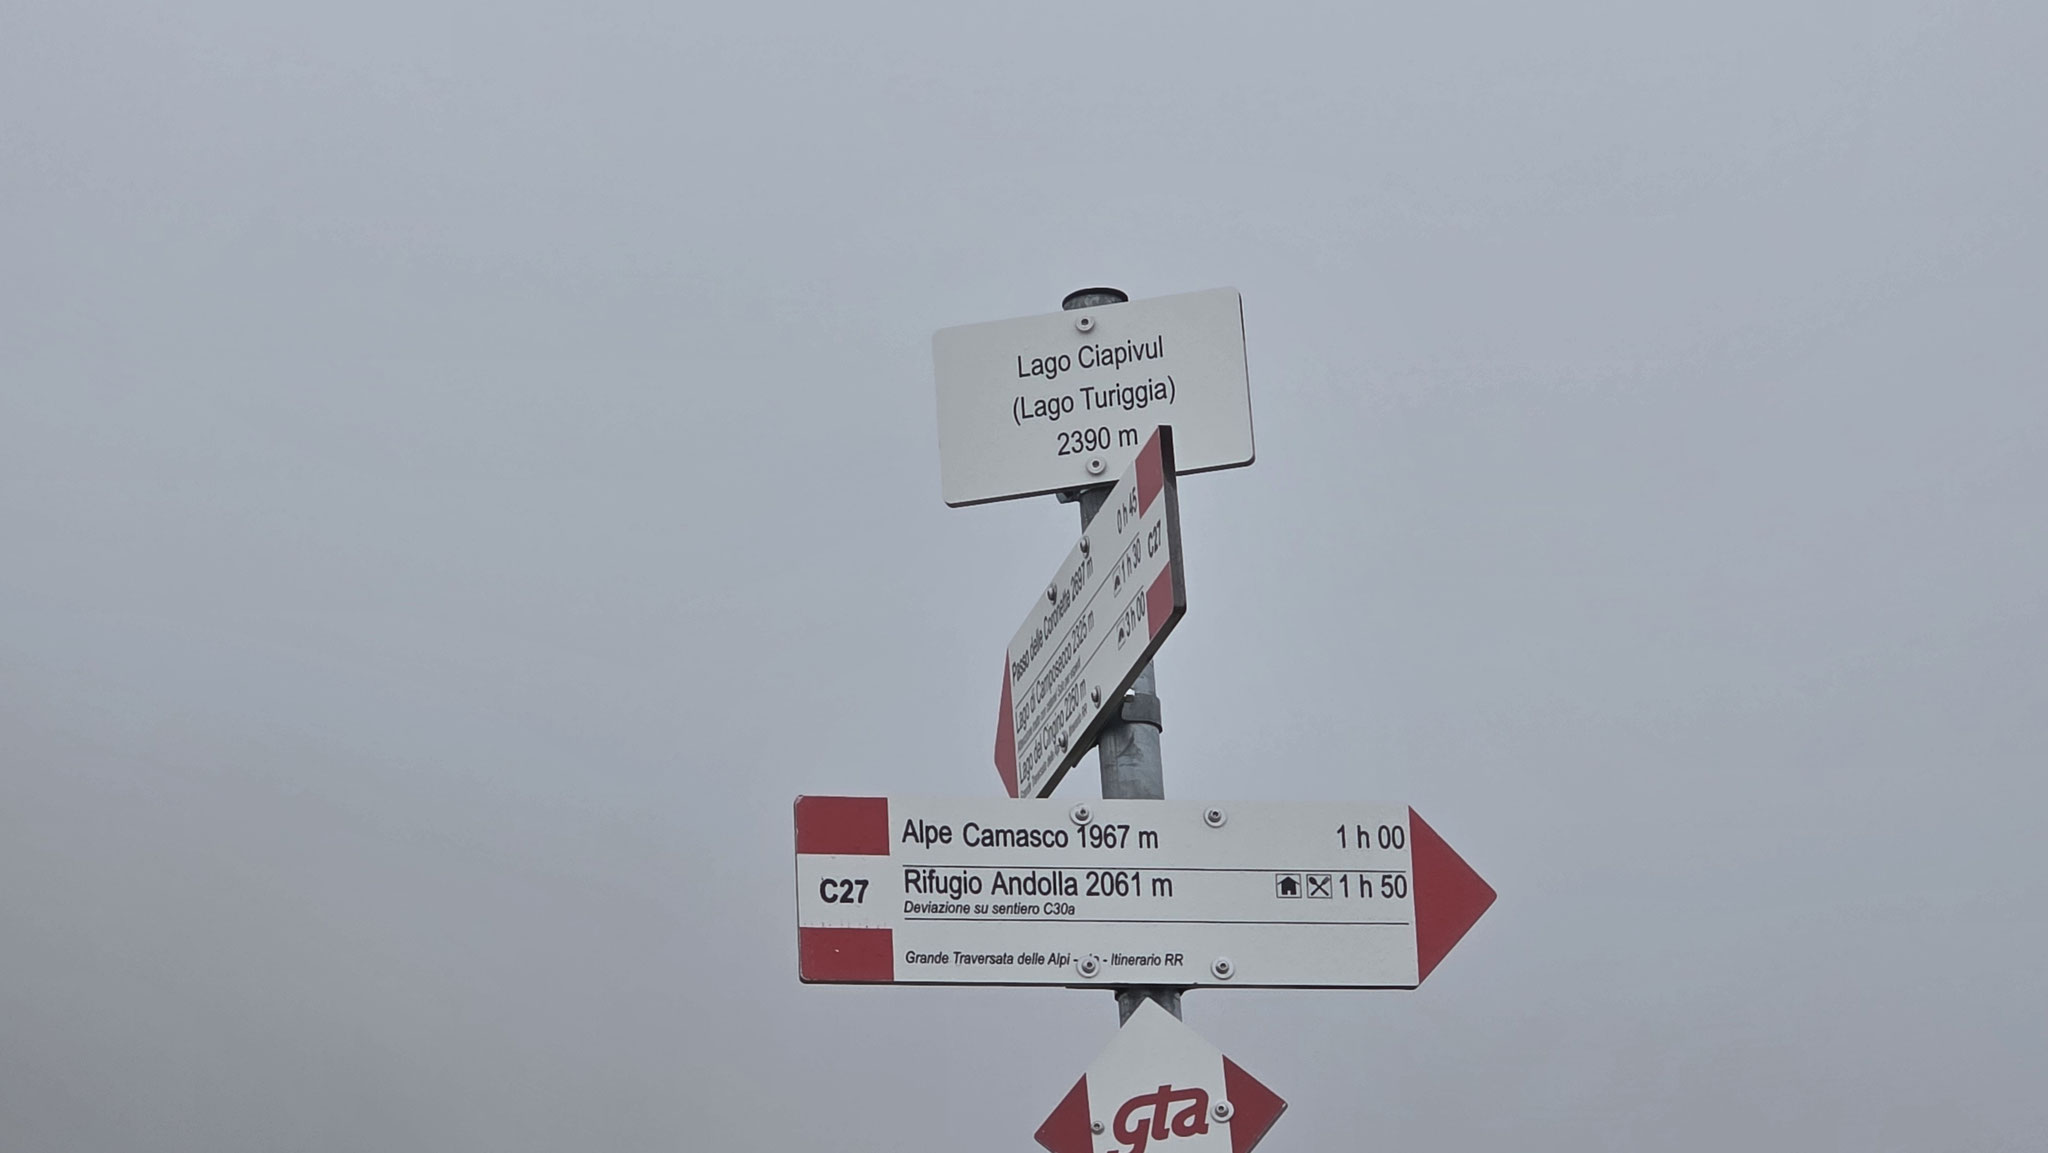 Lago Ciapivul
(Lago Turiggia)
2390 m
Passo delle Coronette 2697 m 0 h 45
Lago di Camposecco 2325 m 1 h 30
Lago del Cingino 2250 m 3 h 00
C27
Alpe Camasco 1967 m 1 h 00
C27
Rifugio Andolla 2061 m 1 h 50
Deviazione su sentiero C30a
Grande Traversata delle Alpi - - Itinerario RR
gta